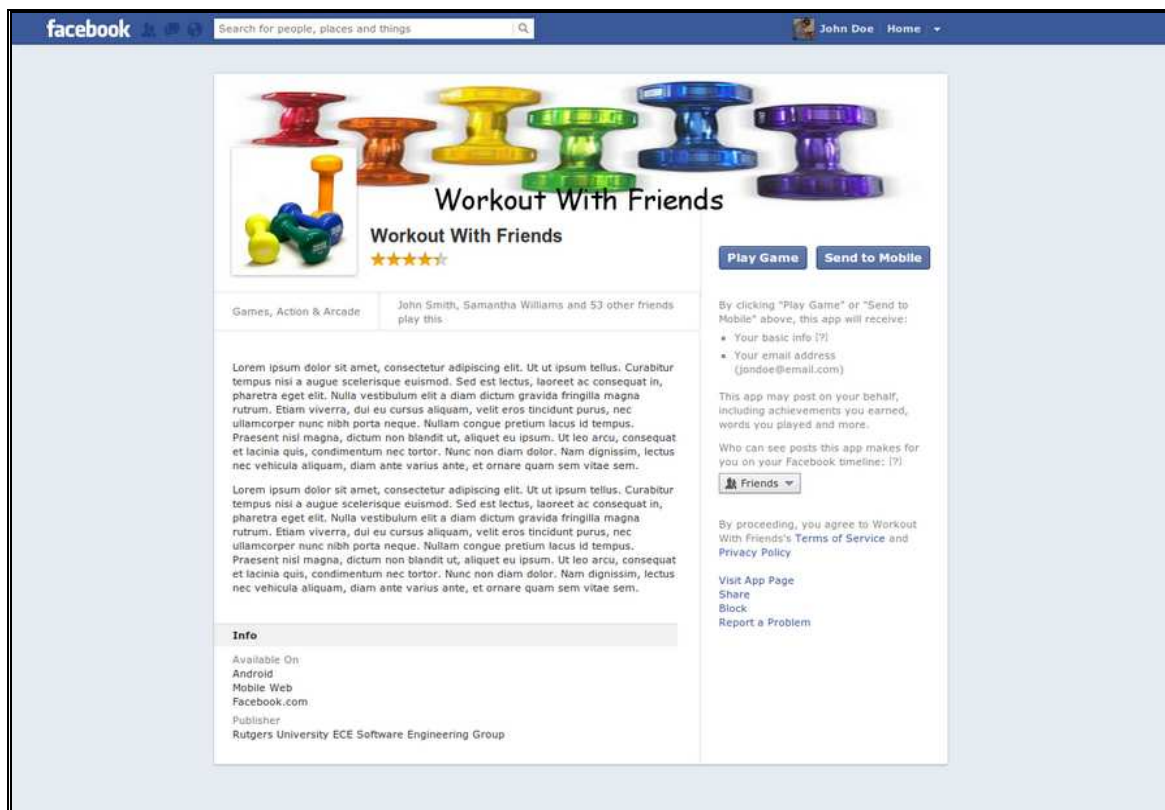 facebook
Search for people, places and things
John Doe Home
Workout With Friends
Workout With Friends
Play Game Send to Mobile
Games, Action & Arcade
John Smith, Samantha Williams and 53 other friends
play this
Lorem ipsum dolor sit amet, consectetur adipiscing elit. Ut ut ipsum tellus. Curabitur
tempus nisi a augue scelerisque euismod. Sed est lectus, laoreet ac consequat in,
pharetra eget elit. Nulla vestibulum elit a diam dictum gravida fringilla magna
rutrum. Etiam viverra, dui eu cursus aliquam, velit eros tincidunt purus, nec
ullamcorper nunc nibh porta neque. Nullam congue pretium lacus id tempus.
Praesent nisl magna, dictum non blandit ut, aliquet eu ipsum. Ut leo arcu, consequat
et lacinia quis, condimentum nec tortor. Nunc non diam dolor. Nam dignissim, lectus
nec vehicula aliquam, diam ante varius ante, et ornare quam sem vitae sem.
Lorem ipsum dolor sit amet, consectetur adipiscing elit. Ut ut ipsum tellus. Curabitur
tempus nisi a augue scelerisque euismod. Sed est lectus, laoreet ac consequat in,
pharetra eget elit. Nulla vestibulum elit a diam dictum gravida fringilla magna
rutrum. Etiam viverra, dui eu cursus aliquam, velit eros tincidunt purus, nec
ullamcorper nunc nibh porta neque. Nullam congue pretium lacus id tempus.
Praesent nisl magna, dictum non blandit ut, aliquet eu ipsum. Ut leo arcu, consequat
et lacinia quis, condimentum nec tortor. Nunc non diam dolor. Nam dignissim, lectus
nec vehicula aliquam, diam ante varius ante, et ornare quam sem vitae sem.
Info
Available On
Android
Mobile Web
Facebook.com
Publisher
Rutgers University ECE Software Engineering Group
By clicking "Play Game" or "Send to
Mobile" above, this app will receive:
• Your basic info [?]
• Your email address
(jondoe@email.com)
This app may post on your behalf,
including achievements you earned,
words you played and more.
Who can see posts this app makes for
you on your Facebook timeline: [?]
Friends
By proceeding, you agree to Workout
With Friends's Terms of Service and
Privacy Policy
Visit App Page
Share
Block
Report a Problem